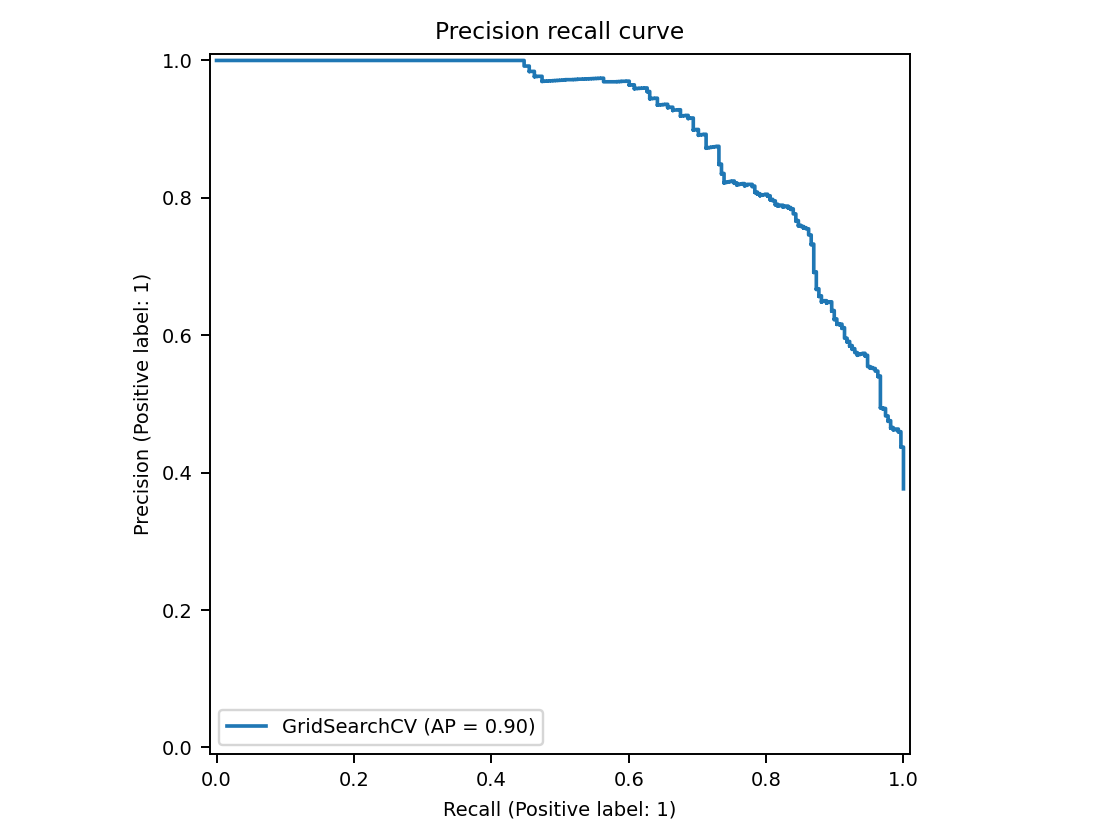 Precision recall curve
1.0
0.8
0.6
0.4
0.2
0.0
Precision (Positive label: 1)
GridSearchCV (AP = 0.90)
0.0 0.2 0.4 0.6 0.8 1.0
Recall (Positive label: 1)